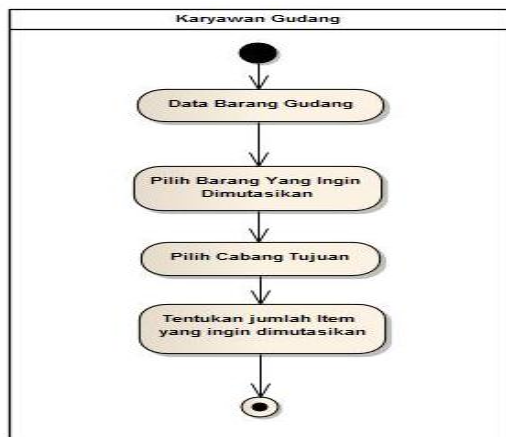 Karyawan Gudang
Data Barang Gudang
Pilih Barang Yang Ingin
Dimutasikan
Pilih Cabang Tujuan
Tentukan jumlah Item
yang ingin dimutasikan